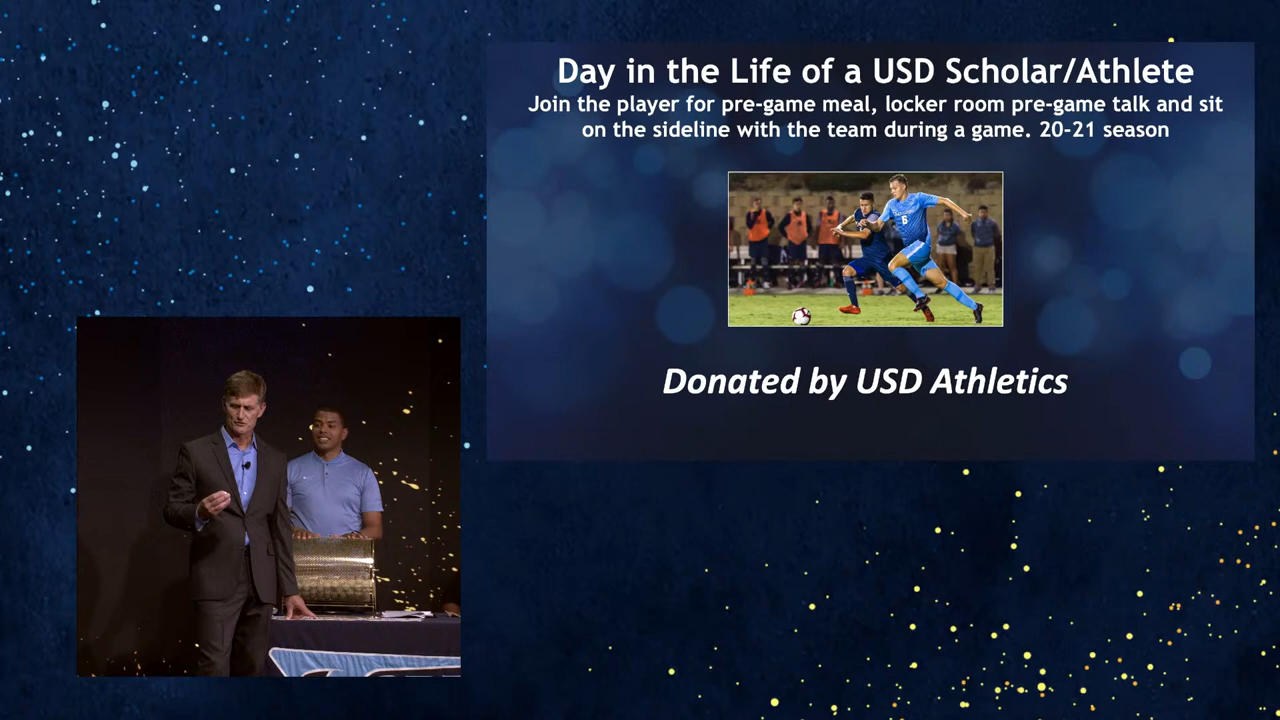 Day in the Life of a USD Scholar/Athlete
Join the player for pre-game meal, locker room pre-game talk and sit
on the sideline with the team during a game. 20-21 season
6
Donated by USD Athletics